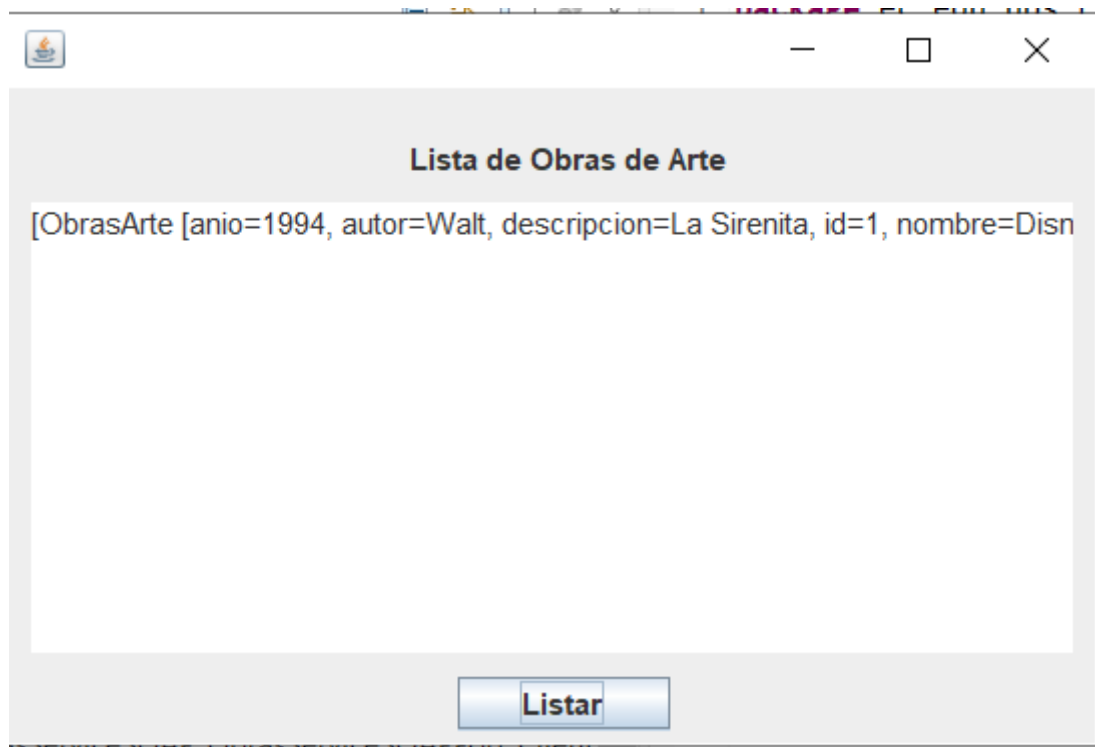 Lista de Obras de Arte
[ObrasArte [anio=1994, autor=Walt, descripcion=La Sirenita, id=1, nombre=Disn
Listar